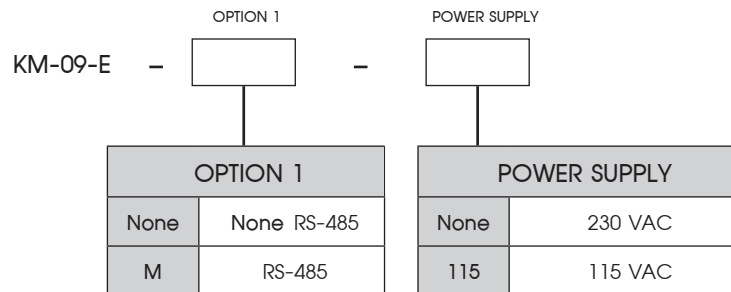 OPTION 1 POWER SUPPLY
KM-09-E - -
OPTION 1 POWER SUPPLY
None None RS-485 None 230 VAC
M RS-485 115 115 VAC